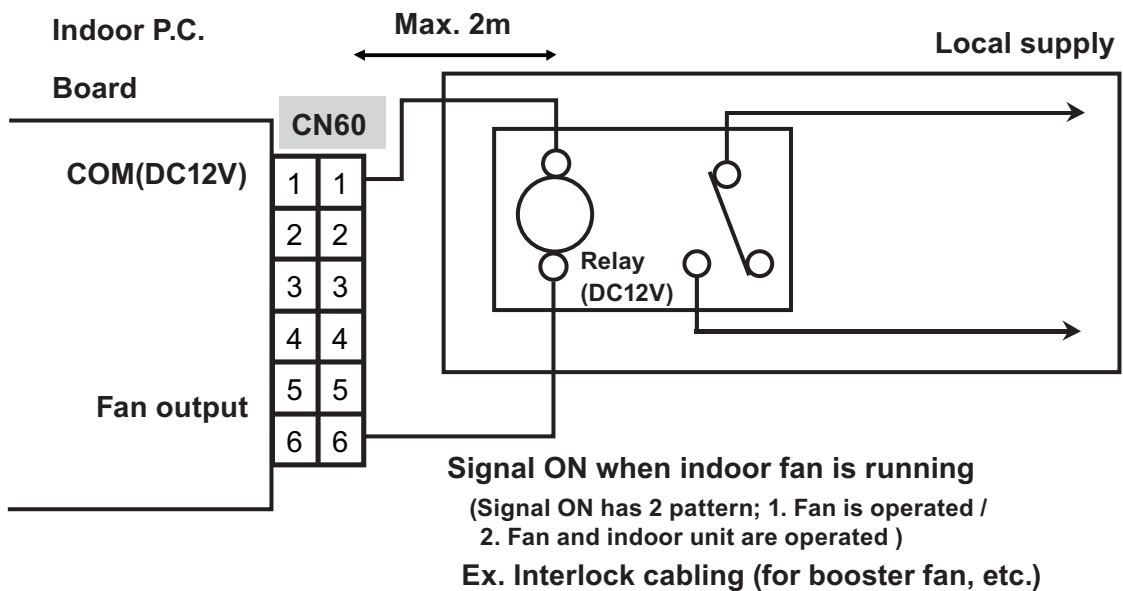 Indoor P.C.
Board
Max. 2m
Local supply
CN60
COM(DC12V)
1 1
2 2
3 3
4 4
5 5
6 6
Fan output
Relay
(DC12V)
Signal ON when indoor fan is running
(Signal ON has 2 pattern; 1. Fan is operated /
2. Fan and indoor unit are operated )
Ex. Interlock cabling (for booster fan, etc.)